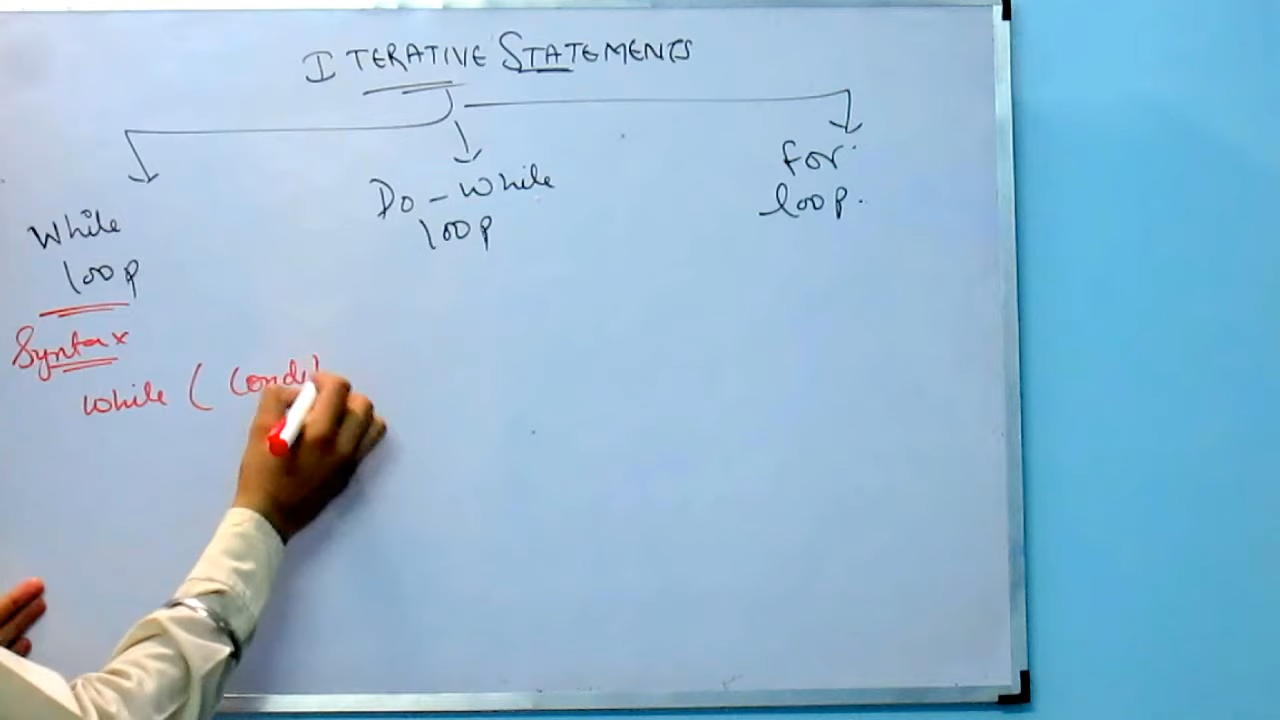 ITERATIVE STATEMENTS
While
loop
Do-while
loop
for
loop.
Syntax
while (